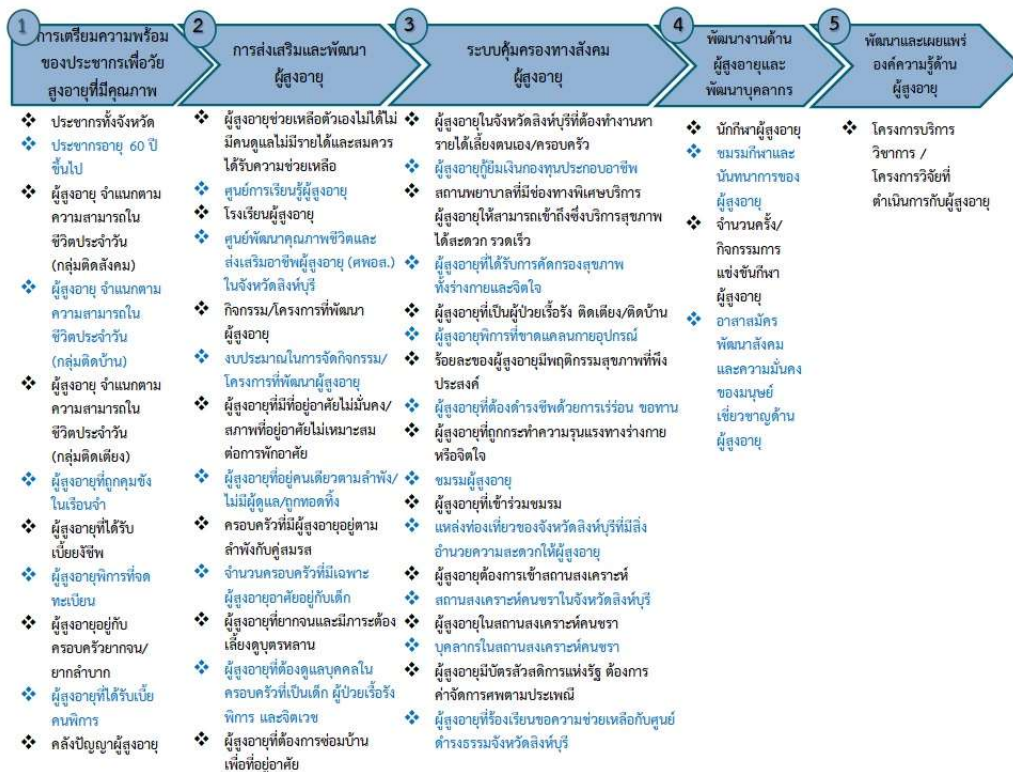 1
การเตรียมความพร้อม
ของประชากรเพื่อวัย
สูงอายุที่มีคุณภาพ
❖ ประชากรทั้งจังหวัด
❖ ประชากรอายุ 60 ปี
ขึ้นไป
❖ ผู้สูงอายุ จำแนกตาม
ความสามารถใน
ชีวิตประจำวัน
(กลุ่มติดสังคม)
❖ ผู้สูงอายุ จำแนกตาม
ความสามารถใน
ชีวิตประจำวัน
(กลุ่มติดบ้าน)
❖ ผู้สูงอายุ จำแนกตาม
ความสามารถใน
ชีวิตประจำวัน
(กลุ่มติดเตียง)
❖ ผู้สูงอายุที่ถูกคุมขัง
ในเรือนจำ
❖ ผู้สูงอายุที่ได้รับ
เบี้ยยังชีพ
❖ ผู้สูงอายุพิการที่จด
ทะเบียน
❖ ผู้สูงอายุอยู่กับ
ครอบครัวยากจน/
ยากลำบาก
❖ ผู้สูงอายุที่ได้รับเบี้ย
คนพิการ
❖ คลังปัญญาผู้สูงอายุ
2
การส่งเสริมและพัฒนา
ผู้สูงอายุ
❖ ผู้สูงอายุช่วยเหลือตัวเองไม่ได้ไม่
มีคนดูแลไม่มีรายได้และสมควร
ได้รับความช่วยเหลือ
❖ ศูนย์การเรียนรู้ผู้สูงอายุ
❖ โรงเรียนผู้สูงอายุ
❖ ศูนย์พัฒนาคุณภาพชีวิตและ
ส่งเสริมอาชีพผู้สูงอายุ (ศพอส.)
ในจังหวัดสิงห์บุรี
❖ กิจกรรม/โครงการที่พัฒนา
ผู้สูงอายุ
❖ งบประมาณในการจัดกิจกรรม/
โครงการที่พัฒนาผู้สูงอายุ
❖ ผู้สูงอายุที่มีที่อยู่อาศัยไม่มั่นคง/
สภาพที่อยู่อาศัยไม่เหมาะสม
ต่อการพักอาศัย
❖ ผู้สูงอายุที่อยู่คนเดียวตามลำพัง/
ไม่มีผู้ดูแล/ถูกทอดทิ้ง
❖ ครอบครัวที่มีผู้สูงอายุอยู่ตาม
ลำพังกับคู่สมรส
❖ จำนวนครอบครัวที่มีเฉพาะ
ผู้สูงอายุอาศัยอยู่กับเด็ก
❖ ผู้สูงอายุที่ยากจนและมีภาระต้อง
เลี้ยงดูบุตรหลาน
❖ ผู้สูงอายุที่ต้องดูแลบุคคลใน
ครอบครัวที่เป็นเด็ก ผู้ป่วยเรื้อรัง
พิการ และจิตเวช
❖ ผู้สูงอายุที่ต้องการซ่อมบ้าน
เพื่อที่อยู่อาศัย
3
ระบบคุ้มครองทางสังคม
ผู้สูงอายุ
❖ ผู้สูงอายุในจังหวัดสิงห์บุรีที่ต้องทำงานหา
รายได้เลี้ยงตนเอง/ครอบครัว
❖ ผู้สูงอายุกู้ยืมเงินกองทุนประกอบอาชีพ
❖ สถานพยาบาลที่มีช่องทางพิเศษบริการ
ผู้สูงอายุให้สามารถเข้าถึงซึ่งบริการสุขภาพ
ได้สะดวก รวดเร็ว
❖ ผู้สูงอายุที่ได้รับการคัดกรองสุขภาพ
ทั้งร่างกายและจิตใจ
❖ ผู้สูงอายุที่เป็นผู้ป่วยเรื้อรัง ติดเตียง/ติดบ้าน
❖ ผู้สูงอายุพิการที่ขาดแคลนกายอุปกรณ์
❖ ร้อยละของผู้สูงอายุมีพฤติกรรมสุขภาพที่พึง
ประสงค์
❖ ผู้สูงอายุที่ต้องดำรงชีพด้วยการเร่ร่อน ขอทาน
❖ ผู้สูงอายุที่ถูกกระทำความรุนแรงทางร่างกาย
หรือจิตใจ
❖ ชมรมผู้สูงอายุ
❖ ผู้สูงอายุที่เข้าร่วมชมรม
❖ แหล่งท่องเที่ยวของจังหวัดสิงห์บุรีที่มีสิ่ง
อำนวยความสะดวกให้ผู้สูงอายุ
❖ ผู้สูงอายุต้องการเข้าสถานสงเคราะห์
❖ สถานสงเคราะห์คนชราในจังหวัดสิงห์บุรี
❖ ผู้สูงอายุในสถานสงเคราะห์คนชรา
❖ บุคลากรในสถานสงเคราะห์คนชรา
❖ ผู้สูงอายุมีบัตรสวัสดิการแห่งรัฐ ต้องการ
ค่าจัดการศพตามประเพณี
❖ ผู้สูงอายุที่ร้องเรียนขอความช่วยเหลือกับศูนย์
ดำรงธรรมจังหวัดสิงห์บุรี
4
พัฒนางานด้าน
ผู้สูงอายุและ
พัฒนาบุคลากร
❖ นักกีฬาผู้สูงอายุ
❖ ชมรมกีฬาและ
นันทนาการของ
ผู้สูงอายุ
❖ จำนวนครั้ง/
กิจกรรมการ
แข่งขันกีฬา
ผู้สูงอายุ
❖ อาสาสมัคร
พัฒนาสังคม
และความมั่นคง
ของมนุษย์
เชี่ยวชาญด้าน
ผู้สูงอายุ
5
พัฒนาและเผยแพร่
องค์ความรู้ด้าน
ผู้สูงอายุ
❖ โครงการบริการ
วิชาการ /
โครงการวิจัยที่
ดำเนินการกับผู้สูงอายุ